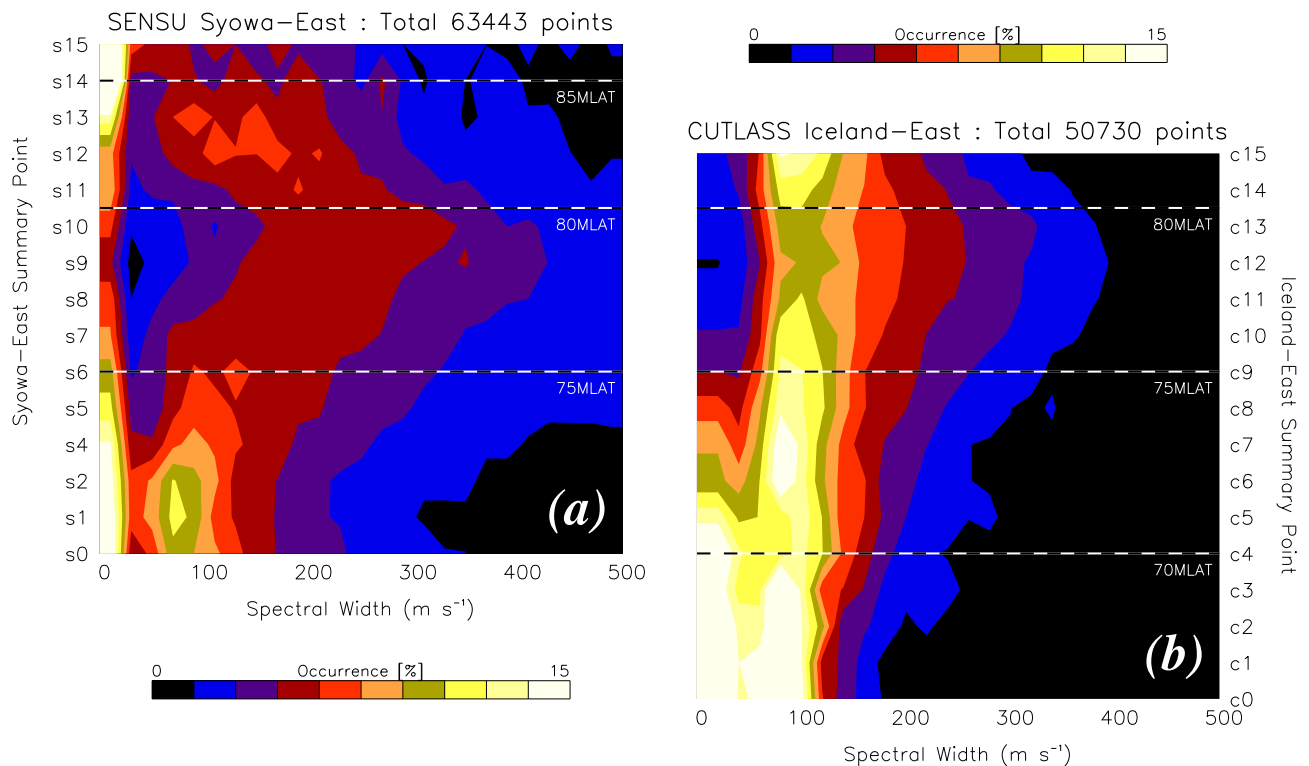 SENSU Syowa-East : Total 63443 points
Syowa-East Summary Point
s15
s14
s13
s12
s11
s10
s9
s8
s7
s6
s5
s4
s2
s1
s0
85MLAT
80MLAT
75MLAT
(a)
0 100 200 300 400 500
Spectral Width (m s⁻¹)
0 Occurrence [%] 15
0 Occurrence [%] 15
CUTLASS Iceland-East : Total 50730 points
c15
c14
c13
c12
c11
c10
c9
c8
c7
c6
c5
c4
c3
c2
c1
c0
Iceland-East Summary Point
80MLAT
75MLAT
70MLAT
(b)
0 100 200 300 400 500
Spectral Width (m s⁻¹)